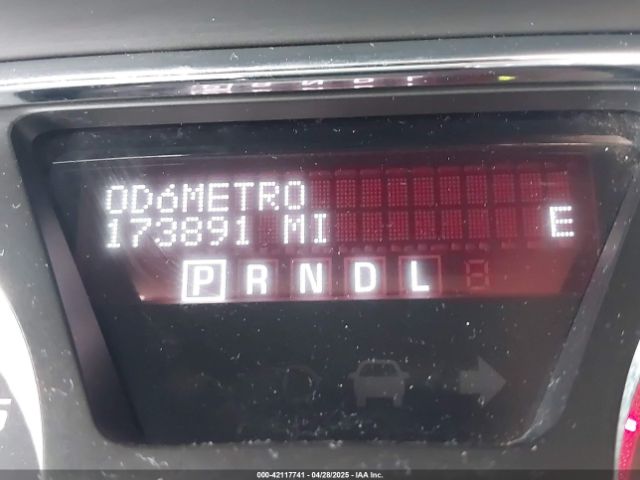 ODóMETRO
173891 MI
E
P R N D L
000-42117741 - 04/28/2025 - IAA Inc.